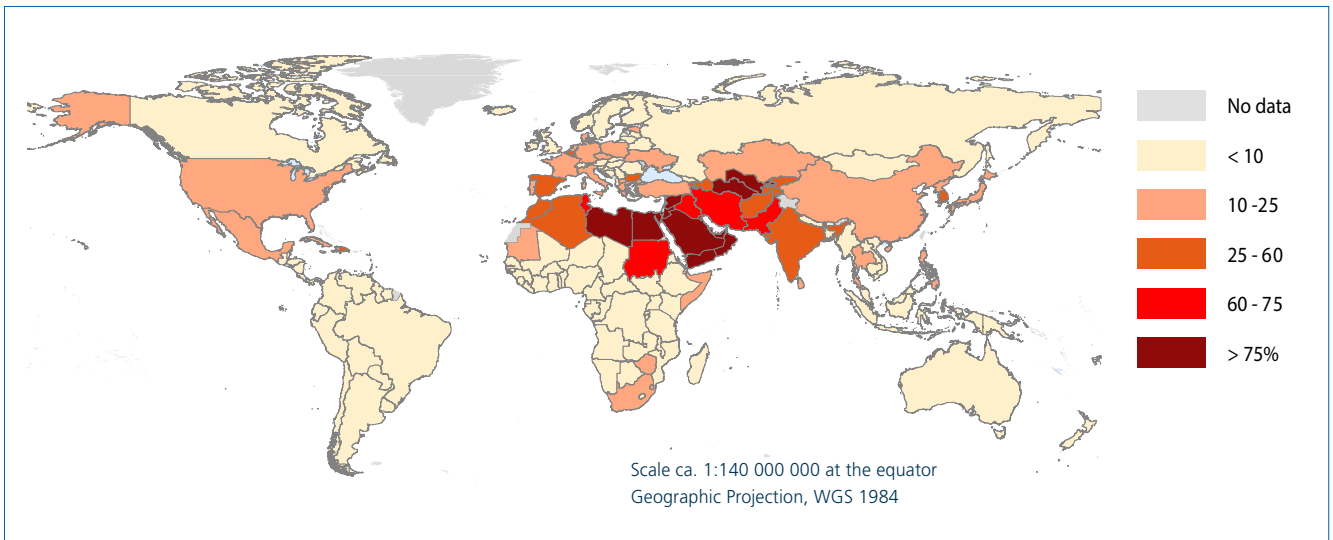 No data
< 10
10 -25
25 - 60
60 - 75
> 75%
Scale ca. 1:140 000 000 at the equator
Geographic Projection, WGS 1984